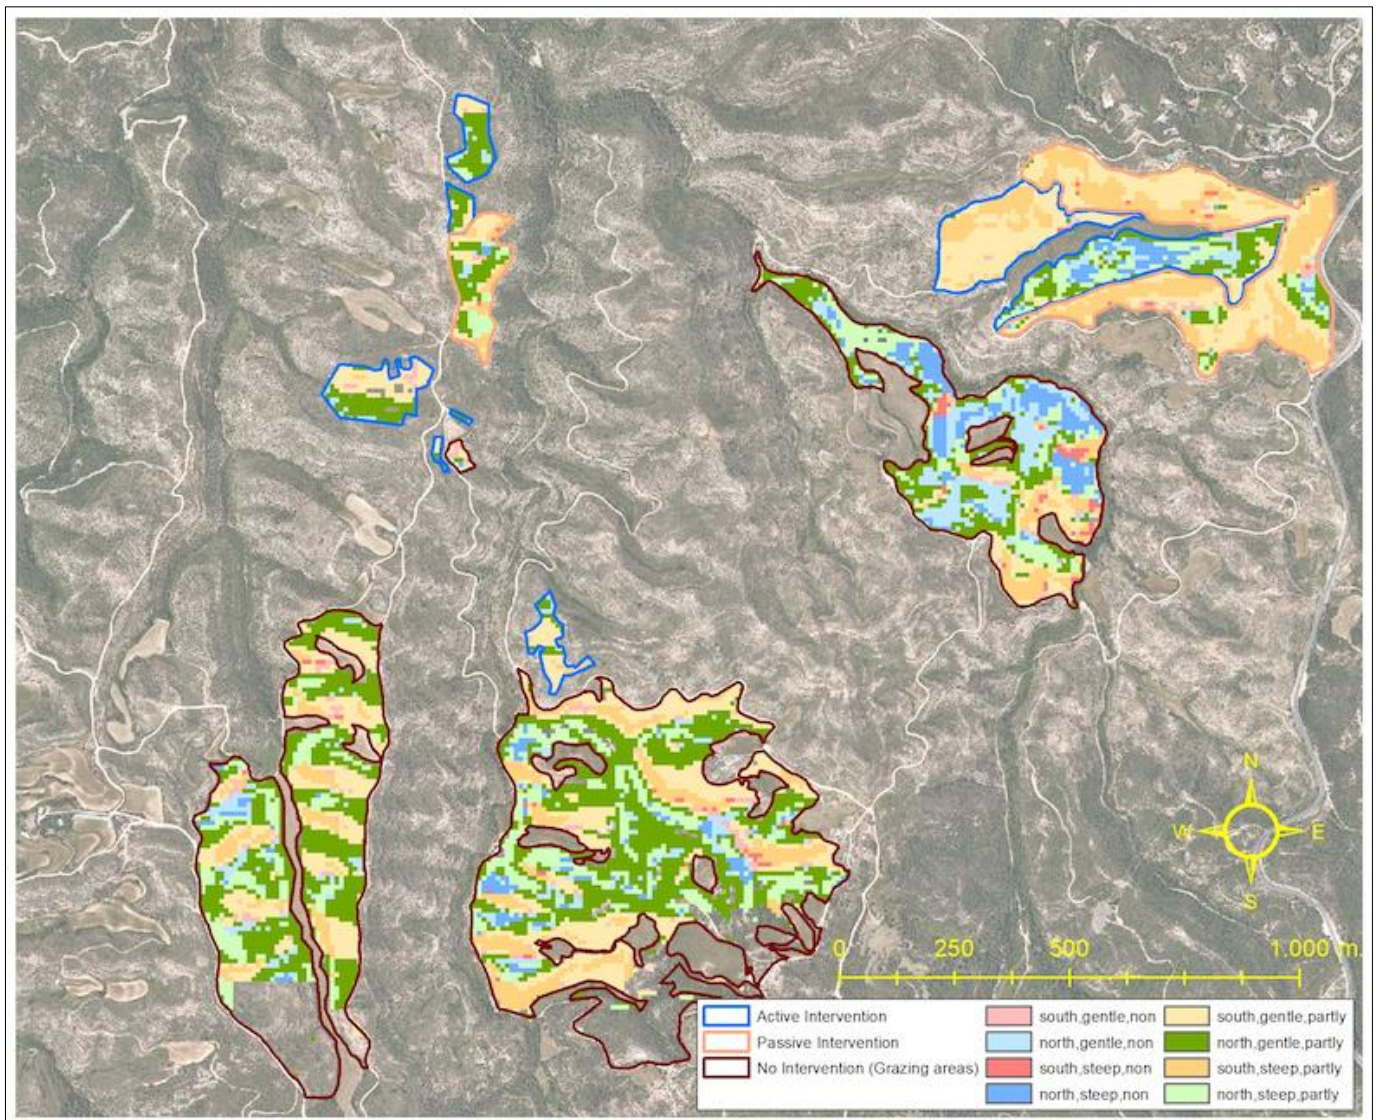 N
W E
S
0 250 500 1.000 m.
Active Intervention
Passive Intervention
No Intervention (Grazing areas)
south,gentle,non
north,gentle,non
south,steep,non
north,steep,non
south,gentle,partly
north,gentle,partly
south,steep,partly
north,steep,partly